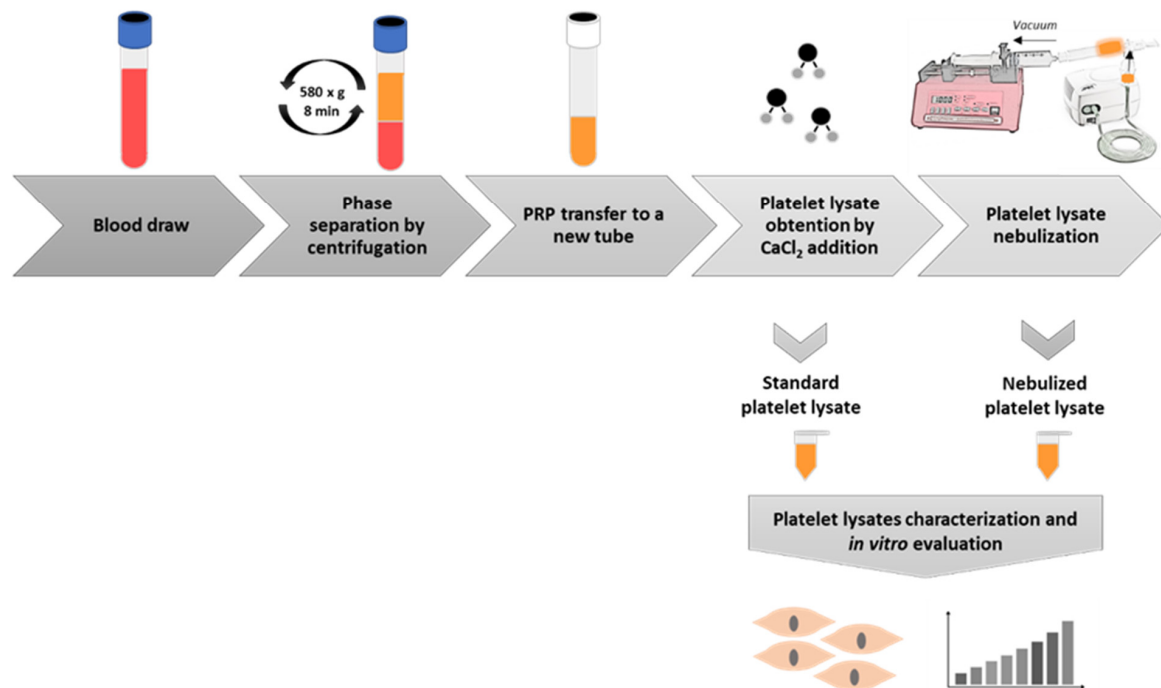 Vacuum
580 x g
8 min
Blood draw
Phase
separation by
centrifugation
PRP transfer to a
new tube
Platelet lysate
obtention by
CaCl₂ addition
Platelet lysate
nebulization
Standard
platelet lysate
Nebulized
platelet lysate
Platelet lysates characterization and
in vitro evaluation